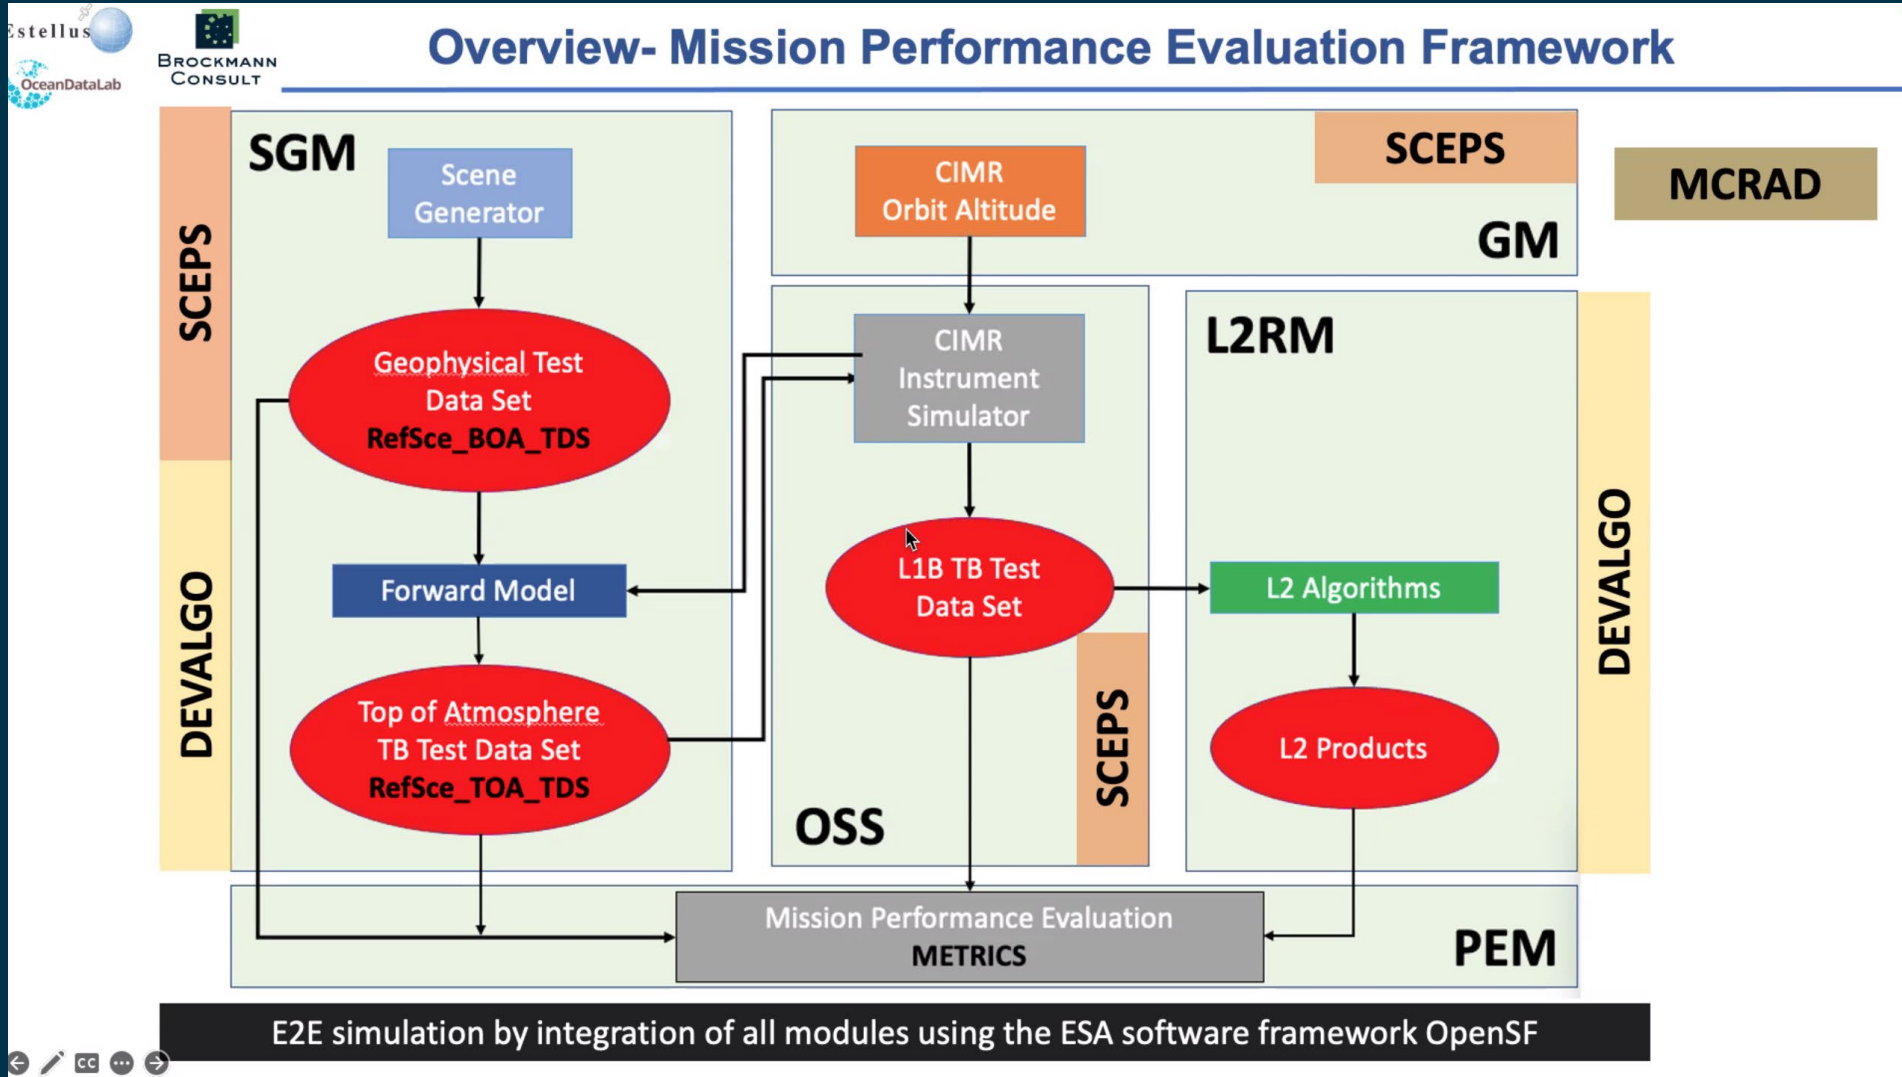 Estellus
OceanDataLab
BROCKMANN
CONSULT
Overview- Mission Performance Evaluation Framework
SCEPS
DEVALGO
SGM
Scene
Generator
Geophysical Test
Data Set
RefSce_BOA_TDS
Forward Model
Top of Atmosphere
TB Test Data Set
RefSce_TOA_TDS
CIMR
Orbit Altitude
SCEPS
GM
MCRAD
CIMR
Instrument
Simulator
L1B TB Test
Data Set
SCEPS
OSS
L2RM
L2 Algorithms
L2 Products
DEVALGO
Mission Performance Evaluation
METRICS
PEM
E2E simulation by integration of all modules using the ESA software framework OpenSF
CC